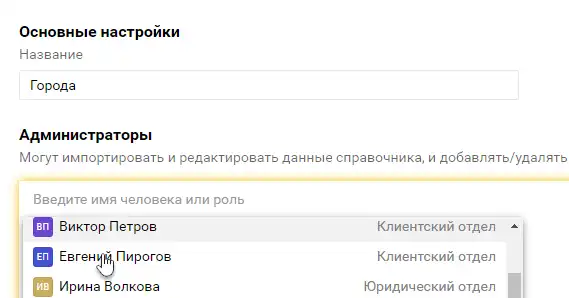 Основные настройки
Название
Города
Администраторы
Могут импортировать и редактировать данные справочника, и добавлять/удалять
Введите имя человека или роль
ВП Виктор Петров Клиентский отдел
ЕП Евгений Пирогов Клиентский отдел
ИВ Ирина Волкова Юридический отдел